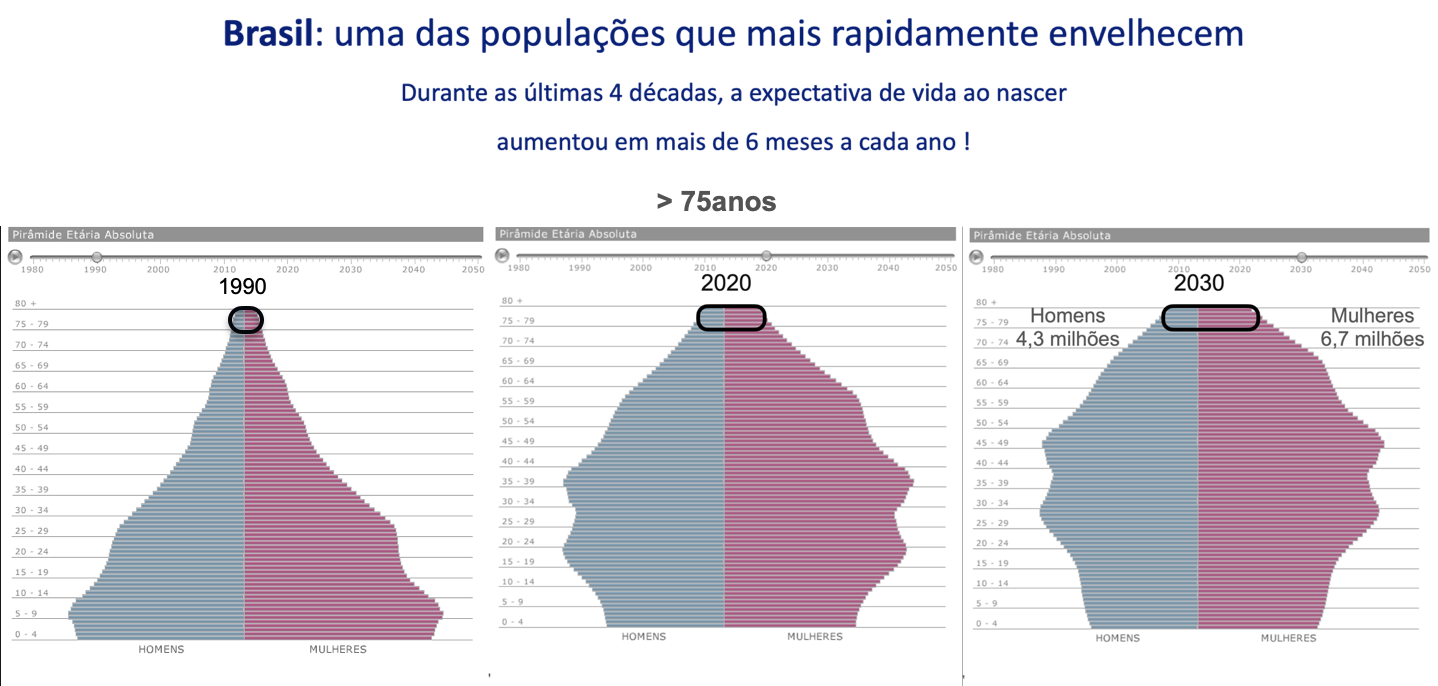 Brasil: uma das populações que mais rapidamente envelhecem
Durante as últimas 4 décadas, a expectativa de vida ao nascer
aumentou em mais de 6 meses a cada ano !
> 75anos
Pirâmide Etária Absoluta
1980 1990 2000 2010 2020 2030 2040 2050
1990
80 +
75 - 79
70 - 74
65 - 69
60 - 64
55 - 59
50 - 54
45 - 49
40 - 44
35 - 39
30 - 34
25 - 29
20 - 24
15 - 19
10 - 14
5 - 9
0 - 4
HOMENS MULHERES
Pirâmide Etária Absoluta
1980 1990 2000 2010 2020 2030 2040 2050
2020
80 +
75 - 79
70 - 74
65 - 69
60 - 64
55 - 59
50 - 54
45 - 49
40 - 44
35 - 39
30 - 34
25 - 29
20 - 24
15 - 19
10 - 14
5 - 9
0 - 4
HOMENS MULHERES
Pirâmide Etária Absoluta
1980 1990 2000 2010 2020 2030 2040 2050
2030
Homens
4,3 milhões
Mulheres
6,7 milhões
80 +
75 - 79
70 - 74
65 - 69
60 - 64
55 - 59
50 - 54
45 - 49
40 - 44
35 - 39
30 - 34
25 - 29
20 - 24
15 - 19
10 - 14
5 - 9
0 - 4
HOMENS MULHERES